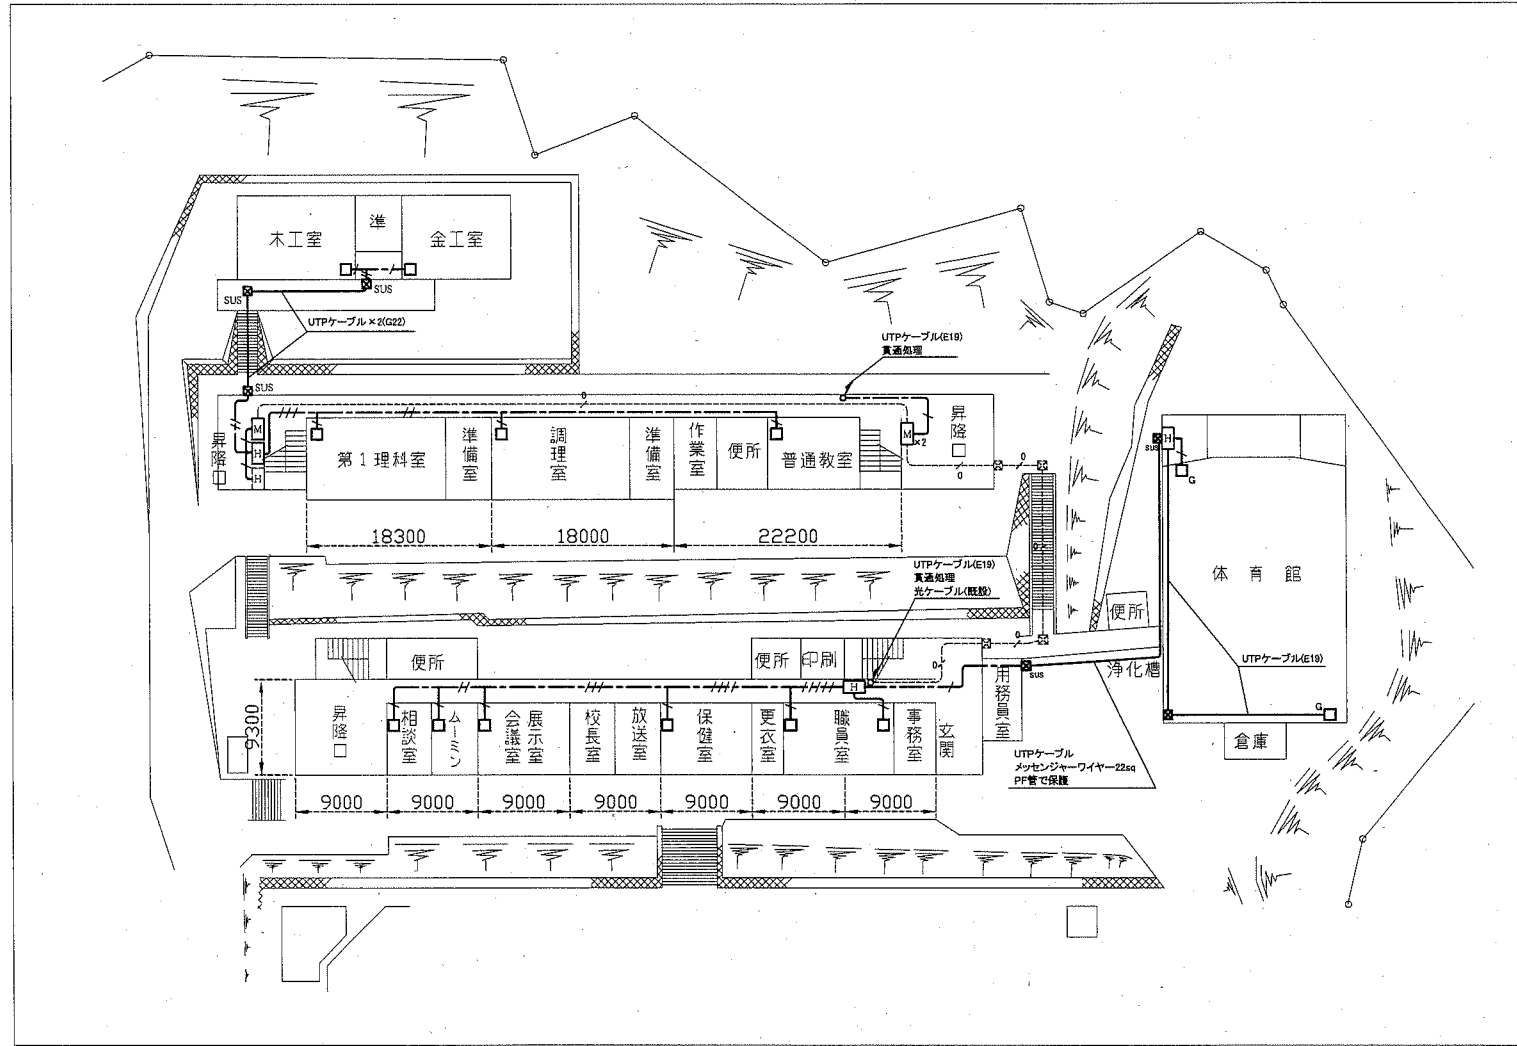 木工室
準
金工室
SUS
SUS
UTPケーブル×2(G22)
SUS
UTPケーブル(E19)
貫通処理
0
昇降口
M
H
H
第1理科室
準備室
調理室
準備室
作業室
便所
普通教室
M
×2
昇降口
0
0
0
18300
18000
22200
SUS
H
G
体育館
UTPケーブル(E19)
G
倉庫
便所
浄化槽
UTPケーブル(E19)
貫通処理
光ケーブル(既設)
0
0
便所
便所
印刷
H
SUS
用務員室
9300
昇降口
相談室
ムーミン
会議室
展示室
校長室
放送室
保健室
更衣室
職員室
事務室
玄関
UTPケーブル
メッセンジャーワイヤー22sq
PF管で保護
9000
9000
9000
9000
9000
9000
9000